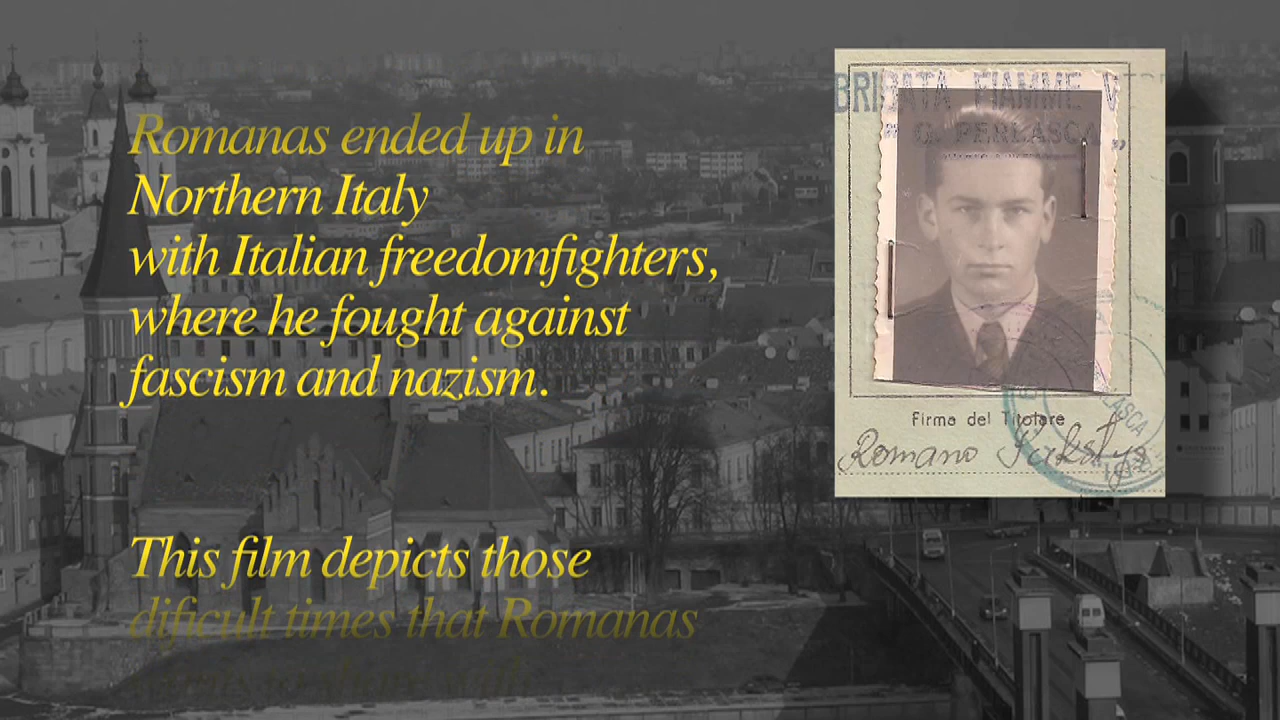 Romanas ended up in
Northern Italy
with Italian freedomfighters,
where he fought against
fascism and nazism.
This film depicts those
dificult times that Romanas
BRIGATA FIAMME V
"G. PERLASCA"
Firma del Titolare
Romano